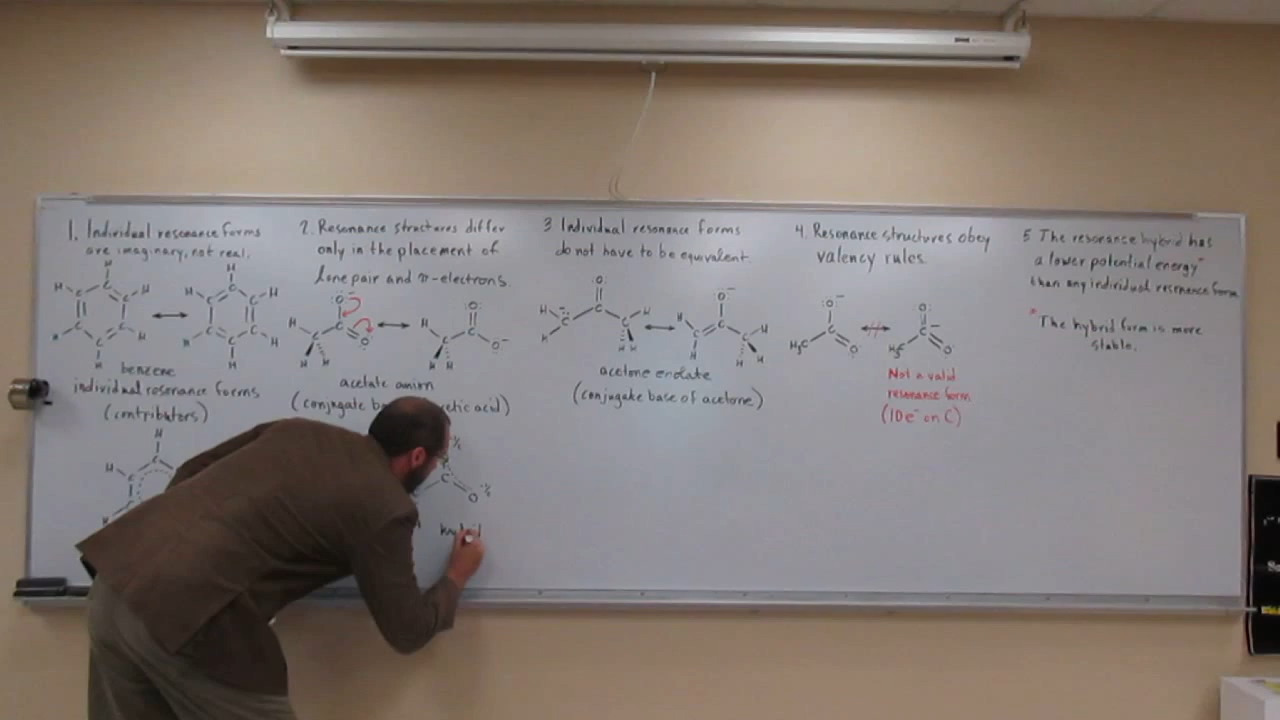 1. Individual resonance forms
are imaginary, not real.
benzene
individual resonance forms
(contributors)
2. Resonance structures differ
only in the placement of
lone pair and π-electrons.
acetate anion
(conjugate acetic acid)
hybrid
3 Individual resonance forms
do not have to be equivalent.
acetone enolate
(conjugate base of acetone)
4. Resonance structures obey
valency rules.
H₃C
H₃C
Not a valid
resonance form
(10e⁻ on C)
5 The resonance hybrid has
a lower potential energy*
than any individual resonance form
*The hybrid form is more
stable.